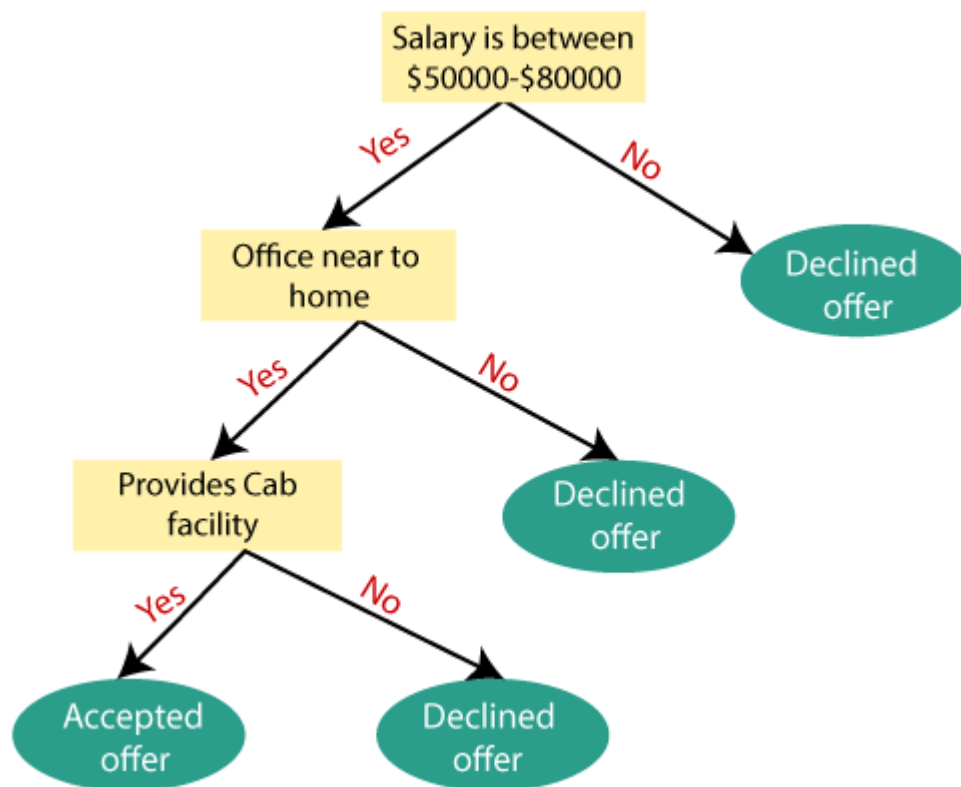 Salary is between
$50000-$80000
Yes
No
Office near to
home
Declined
offer
Yes
No
Provides Cab
facility
Declined
offer
Yes
No
Accepted
offer
Declined
offer